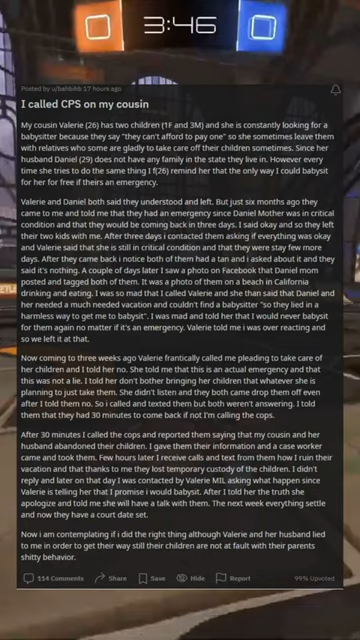 3:46
Posted by u/bahbihb 17 hours ago
I called CPS on my cousin
My cousin Valerie (26) has two children (1F and 3M) and she is constantly looking for a
babysitter because they say "they can't afford to pay one" so she sometimes leave them
with relatives who some are gladly to take care off their children sometimes. Since her
husband Daniel (29) does not have any family in the state they live in. However every
time she tries to do the same thing I f(26) remind her that the only way I could babysit
for her for free if theirs an emergency.
Valerie and Daniel both said they understood and left. But just six months ago they
came to me and told me that they had an emergency since Daniel Mother was in critical
condition and that they would be coming back in three days. I said okay and so they left
their two kids with me. After three days i contacted them asking if everything was okay
and Valerie said that she is still in critical condition and that they were stay few more
days. After they came back i notice both of them had a tan and i asked about it and they
said it's nothing. A couple of days later I saw a photo on Facebook that Daniel mom
posted and tagged both of them. It was a photo of them on a beach in California
drinking and eating. I was so mad that I called Valerie and she than said that Daniel and
her needed a much needed vacation and couldn't find a babysitter "so they lied in a
harmless way to get me to babysit". I was mad and told her that I would never babysit
for them again no matter if it's an emergency. Valerie told me i was over reacting and
so we left it at that.
Now coming to three weeks ago Valerie frantically called me pleading to take care of
her children and I told her no. She told me that this is an actual emergency and that
this was not a lie. I told her don't bother bringing her children that whatever she is
planning to just take them. She didn't listen and they both came drop them off even
after I told them no. So i called and texted them but both weren't answering. I told
them that they had 30 minutes to come back if not I'm calling the cops.
After 30 minutes I called the cops and reported them saying that my cousin and her
husband abandoned their children. I gave them their information and a case worker
came and took them. Few hours later I receive calls and text from them how I ruin their
vacation and that thanks to me they lost temporary custody of the children. I didn't
reply and later on that day I was contacted by Valerie MIL asking what happen since
Valerie is telling her that I promise i would babysit. After I told her the truth she
apologize and told me she will have a talk with them. The next week everything settle
and now they have a court date set.
Now i am contemplating if i did the right thing although Valerie and her husband lied
to me in order to get their way still their children are not at fault with their parents
shitty behavior.
114 Comments Share Save Hide Report 99% Upvoted